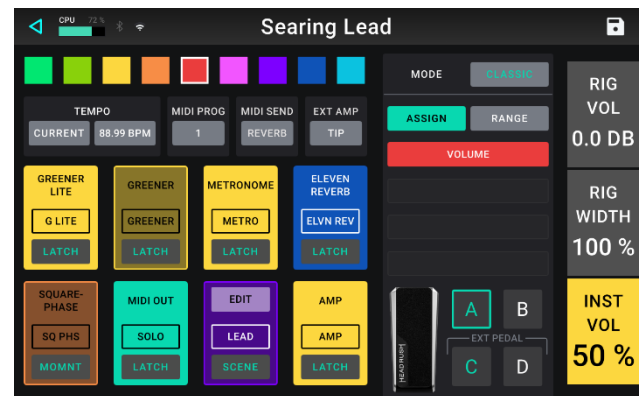 CPU 72 %
Searing Lead
MODE CLASSIC
RIG
VOL
0.0 DB
TEMPO MIDI PROG MIDI SEND EXT AMP
CURRENT 88.99 BPM 1 REVERB TIP
ASSIGN RANGE
VOLUME
GREENER
LITE
G LITE
LATCH
GREENER
GREENER
LATCH
METRONOME
METRO
LATCH
ELEVEN
REVERB
ELVN REV
LATCH
RIG
WIDTH
100 %
SQUARE-
PHASE
SQ PHS
MOMNT
MIDI OUT
SOLO
LATCH
EDIT
LEAD
SCENE
AMP
AMP
LATCH
HEADRUSH
A B
EXT PEDAL
C D
INST
VOL
50 %